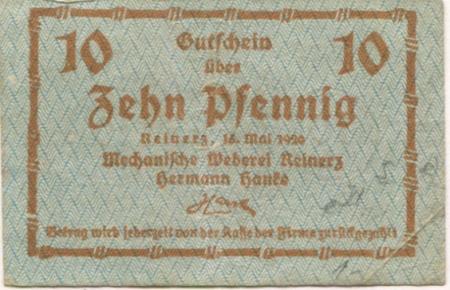 10 Gutschein 10
über
Zehn Pfennig
Reinerz, 15. Mai 1920
Mechanische Weberei Reinerz
Hermann Hanke
Betrag wird jederzeit von der Kasse der Firma zurückgezahlt